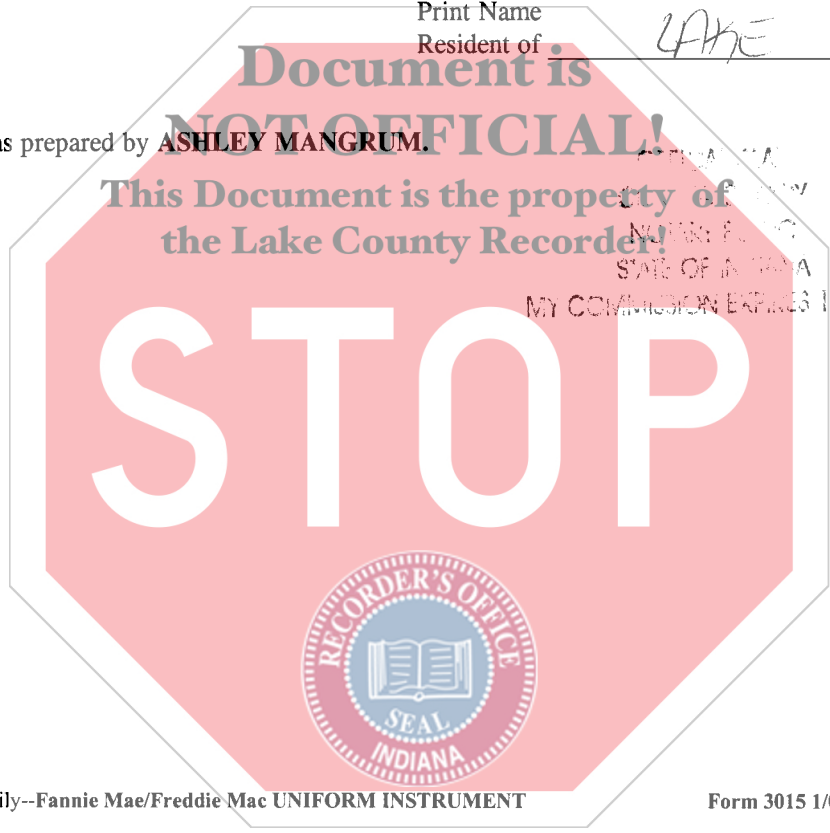 Print Name
Resident of LAKE
Document is
as prepared by ASHLEY MANGRUM.
NOT OFFICIAL!
This Document is the property of
the Lake County Recorder!
STATE OF
MY COMMISSION EXPIRES
STOP
RECORDER'S OFFICE
SEAL
INDIANA
ily--Fannie Mae/Freddie Mac UNIFORM INSTRUMENT Form 3015 1/